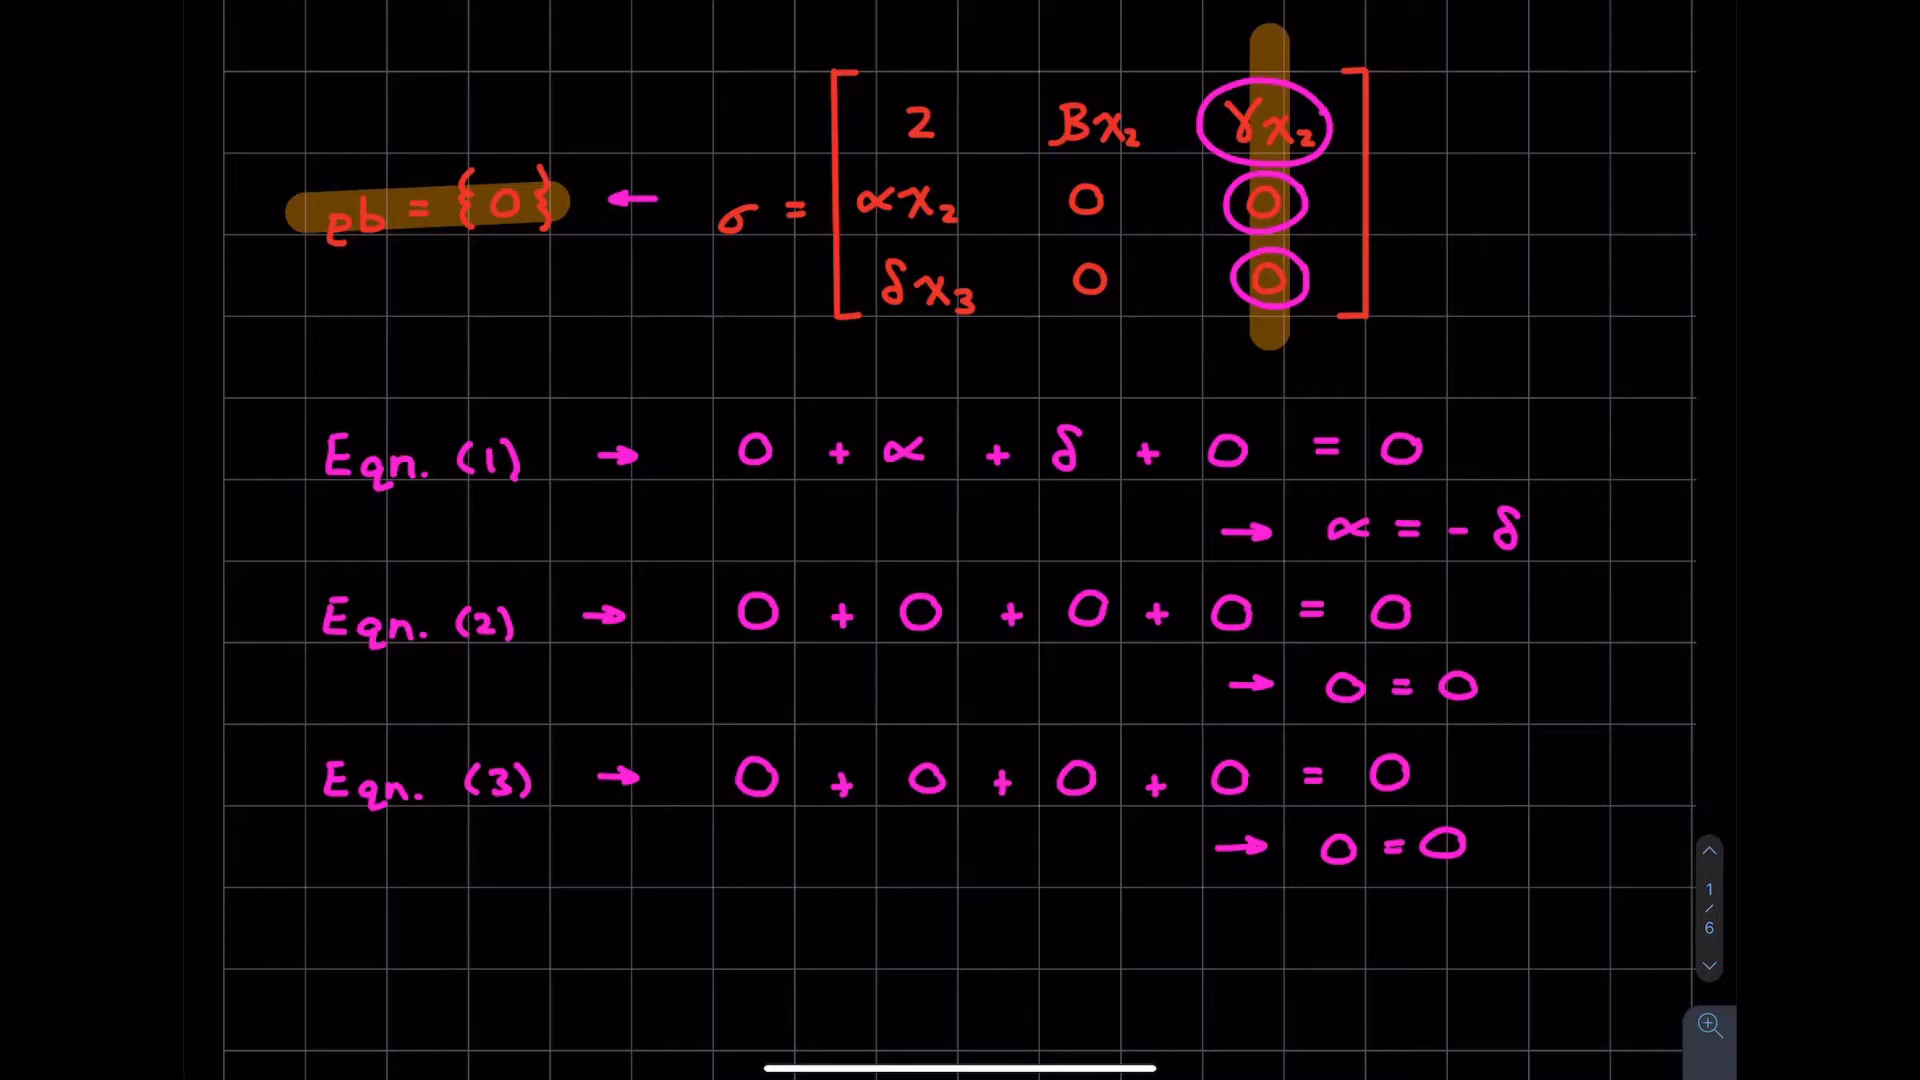 2 βx₂ γx₂
ρb = {0} ← σ = αx₂ 0 0
δx₃ 0 0
Eqn. (1) → 0 + α + δ + 0 = 0
→ α = - δ
Eqn. (2) → 0 + 0 + 0 + 0 = 0
→ 0 = 0
Eqn. (3) → 0 + 0 + 0 + 0 = 0
→ 0 = 0
1
/
6